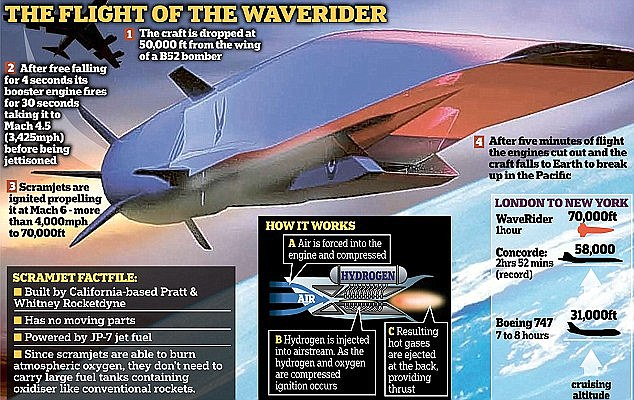 THE FLIGHT OF THE WAVERIDER
1 The craft is dropped at
50,000 ft from the wing
of a B52 bomber
2 After free falling
for 4 seconds its
booster engine fires
for 30 seconds
taking it to
Mach 4.5
(3,425mph)
before being
jettisoned
3 Scramjets are
ignited propelling
it at Mach 6 - more
than 4,000mph
to 70,000ft
4 After five minutes of flight
the engines cut out and the
craft falls to Earth to break
up in the Pacific
SCRAMJET FACTFILE:
Built by California-based Pratt &
Whitney Rocketdyne
Has no moving parts
Powered by JP-7 jet fuel
Since scramjets are able to burn
atmospheric oxygen, they don't need to
carry large fuel tanks containing
oxidiser like conventional rockets.
HOW IT WORKS
A Air is forced into the
engine and compressed
HYDROGEN
AIR
B Hydrogen is injected
into airstream. As the
hydrogen and oxygen
are compressed
ignition occurs
C Resulting
hot gases
are ejected
at the back,
providing
thrust
LONDON TO NEW YORK
WaveRider
1hour
70,000ft
Concorde:
2hrs 52 mins
(record)
58,000
Boeing 747
7 to 8 hours
31,000ft
cruising
altitude